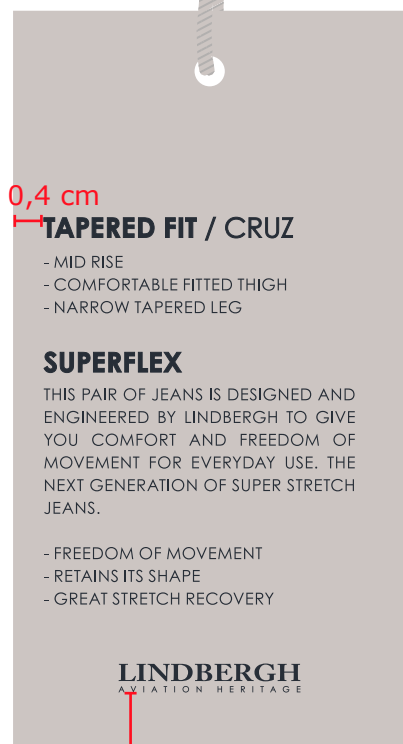 0,4 cm
TAPERED FIT / CRUZ
- MID RISE
- COMFORTABLE FITTED THIGH
- NARROW TAPERED LEG
SUPERFLEX
THIS PAIR OF JEANS IS DESIGNED AND
ENGINEERED BY LINDBERGH TO GIVE
YOU COMFORT AND FREEDOM OF
MOVEMENT FOR EVERYDAY USE. THE
NEXT GENERATION OF SUPER STRETCH
JEANS.
- FREEDOM OF MOVEMENT
- RETAINS ITS SHAPE
- GREAT STRETCH RECOVERY
LINDBERGH
AVIATION HERITAGE